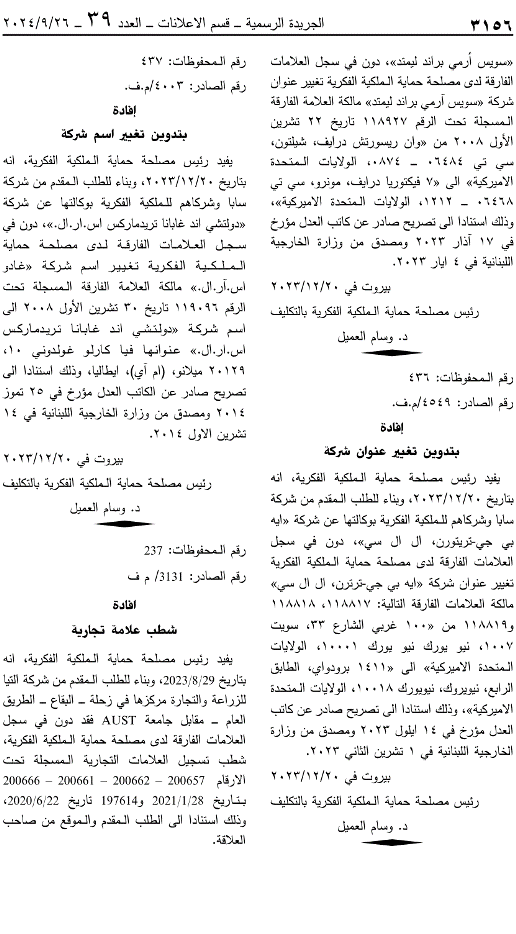 ٣١٥٦
الجريدة الرسمية ــ قسم الاعلانات ــ العدد ٣٩ ــ ٢٠٢٤/٩/٢٦
«سويس أرمي براند ليمتد»، دون في سجل العلامات
الفارقة لدى مصلحة حماية الملكية الفكرية تغيير عنوان
شركة «سويس آرمي براند ليمتد» مالكة العلامة الفارقة
المسجلة تحت الرقم ١١٨٩٢٧ تاريخ ٢٢ تشرين
الأول ٢٠٠٨ من «وان ريسورتش درايف، شيلتون،
سي تي ٠٦٤٨٤ ــ ٠٨٧٤، الولايات المتحدة
الاميركية» الى «٧ فيكتوريا درايف، مونرو، سي تي
٠٦٤٦٨ ــ ١٢١٢، الولايات المتحدة الاميركية»،
وذلك استنادا الى تصريح صادر عن كاتب العدل مؤرخ
في ١٧ آذار ٢٠٢٣ ومصدق من وزارة الخارجية
اللبنانية في ٤ ايار ٢٠٢٣.
بيروت في ٢٠٢٣/١٢/٢٠
رئيس مصلحة حماية الملكية الفكرية بالتكليف
د. وسام العميل
رقم المحفوظات: ٤٣٦
رقم الصادر: ٤٥٤٩/م.ف.
إفادة
بتدوين تغيير عنوان شركة
يفيد رئيس مصلحة حماية الملكية الفكرية، انه
بتاريخ ٢٠٢٣/١٢/٢٠، وبناء للطلب المقدم من شركة
سابا وشركاهم للملكية الفكرية بوكالتها عن شركة «ايه
بي جي-تريتورن، ال ال سي»، دون في سجل
العلامات الفارقة لدى مصلحة حماية الملكية الفكرية
تغيير عنوان شركة «ايه بي جي-ترترن، ال ال سي»
مالكة العلامات الفارقة التالية: ١١٨٨١٧، ١١٨٨١٨
و١١٨٨١٩ من «١٠٠ غربي الشارع ٣٣، سويت
١٠٠٧، نيو يورك نيو يورك ١٠٠٠١، الولايات
المتحدة الاميركية» الى «١٤١١ برودواي، الطابق
الرابع، نيويروك، نيويورك ١٠٠١٨، الولايات المتحدة
الاميركية»، وذلك استنادا الى تصريح صادر عن كاتب
العدل مؤرخ في ١٤ ايلول ٢٠٢٣ ومصدق من وزارة
الخارجية اللبنانية في ١ تشرين الثاني ٢٠٢٣.
بيروت في ٢٠٢٣/١٢/٢٠
رئيس مصلحة حماية الملكية الفكرية بالتكليف
د. وسام العميل
رقم المحفوظات: ٤٣٧
رقم الصادر: ٤٠٠٣/م.ف.
إفادة
بتدوين تغيير اسم شركة
يفيد رئيس مصلحة حماية الملكية الفكرية، انه
بتاريخ ٢٠٢٣/١٢/٢٠، وبناء للطلب المقدم من شركة
سابا وشركاهم للملكية الفكرية بوكالتها عن شركة
«دولتشي اند غابانا تريدماركس اس.ار.ال.»، دون في
سجل العلامات الفارقة لدى مصلحة حماية
الملكية الفكرية تغيير اسم شركة «غادو
اس.آر.ال.» مالكة العلامة الفارقة المسجلة تحت
الرقم ١١٩٠٩٦ تاريخ ٣٠ تشرين الأول ٢٠٠٨ الى
اسم شركة «دولتشي اند غابانا تريدماركس
اس.ار.ال.» عنوانها فيا كارلو غولدوني ١٠،
٢٠١٢٩ ميلانو، (ام آي)، ايطاليا، وذلك استنادا الى
تصريح صادر عن الكاتب العدل مؤرخ في ٢٥ تموز
٢٠١٤ ومصدق من وزارة الخارجية اللبنانية في ١٤
تشرين الاول ٢٠١٤.
بيروت في ٢٠٢٣/١٢/٢٠
رئيس مصلحة حماية الملكية الفكرية بالتكليف
د. وسام العميل
رقم المحفوظات: 237
رقم الصادر: 3131/ م ف
افادة
شطب علامة تجارية
يفيد رئيس مصلحة حماية الملكية الفكرية، انه
بتاريخ 2023/8/29، وبناء للطلب المقدم من شركة التيا
للزراعة والتجارة مركزها في زحلة ــ البقاع ــ الطريق
العام ــ مقابل جامعة AUST فقد دون في سجل
العلامات الفارقة لدى مصلحة حماية الملكية الفكرية،
شطب تسجيل العلامات التجارية المسجلة تحت
الارقام 200657 – 200662 – 200661 – 200666
بتاريخ 2021/1/28 و197614 تاريخ 2020/6/22،
وذلك استنادا الى الطلب المقدم والموقع من صاحب
العلاقة.